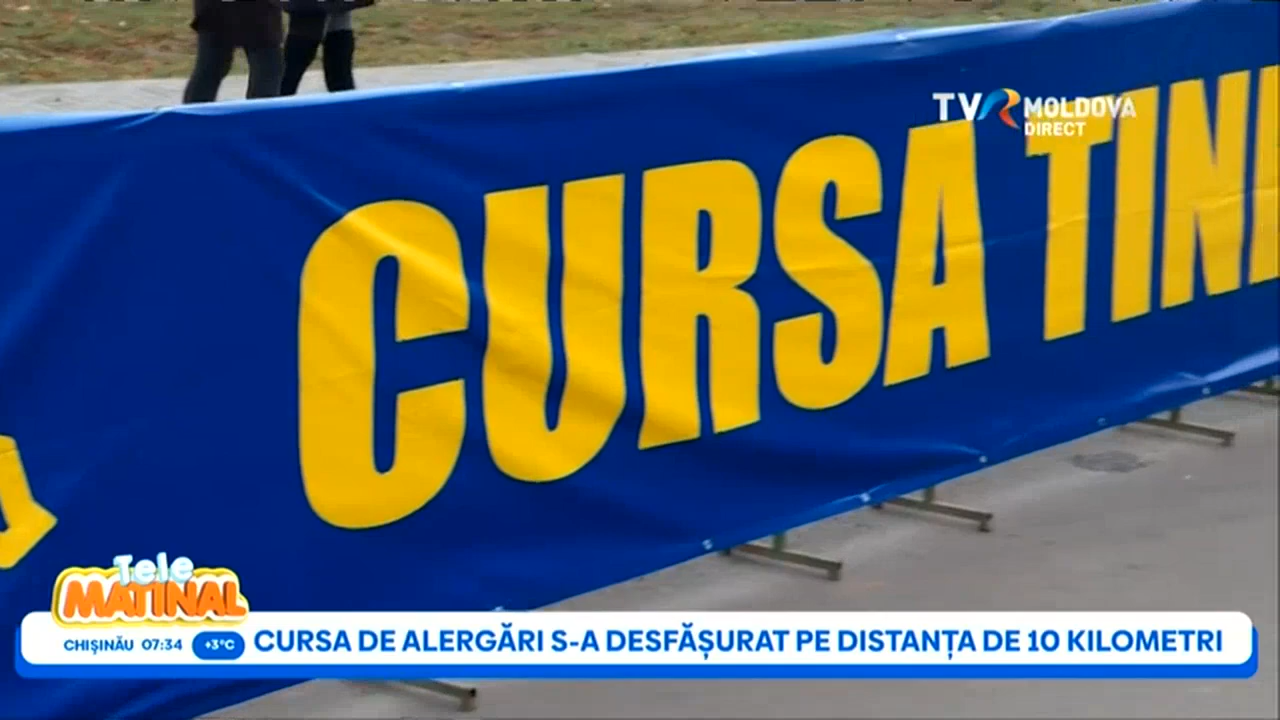 TVR MOLDOVA
DIRECT
CURSA
Tele
MATINAL
CHIȘINĂU 07:34 +3°C CURSA DE ALERGĂRI S-A DESFĂȘURAT PE DISTANȚA DE 10 KILOMETRI